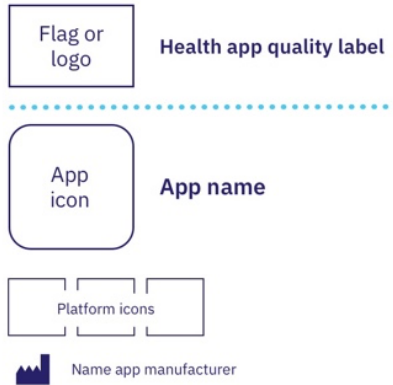 Flag or
logo
Health app quality label
App
icon
App name
Platform icons
Name app manufacturer